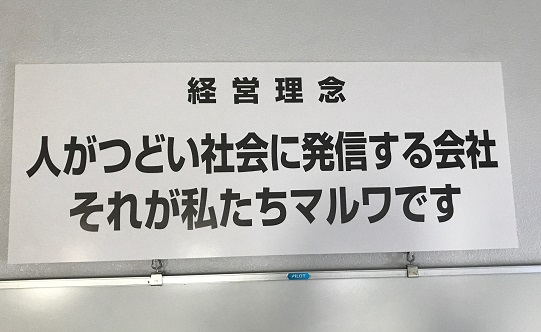 経営理念
人がつどい社会に発信する会社
それが私たちマルワです
PILOT